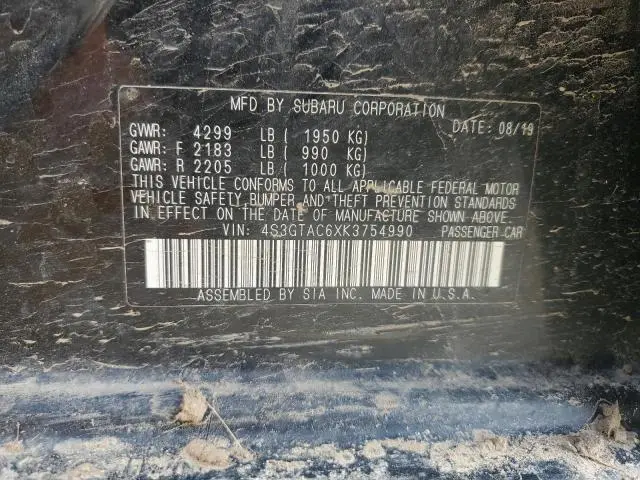 MFD BY SUBARU CORPORATION
DATE: 08/19
GVWR: 4299 LB ( 1950 KG)
GAWR: F 2183 LB ( 990 KG)
GAWR: R 2205 LB ( 1000 KG)
THIS VEHICLE CONFORMS TO ALL APPLICABLE FEDERAL MOTOR
VEHICLE SAFETY, BUMPER AND THEFT PREVENTION STANDARDS
IN EFFECT ON THE DATE OF MANUFACTURE SHOWN ABOVE.
VIN: 4S3GTAC6XK3754990 PASSENGER CAR
ASSEMBLED BY SIA INC. MADE IN U.S.A.